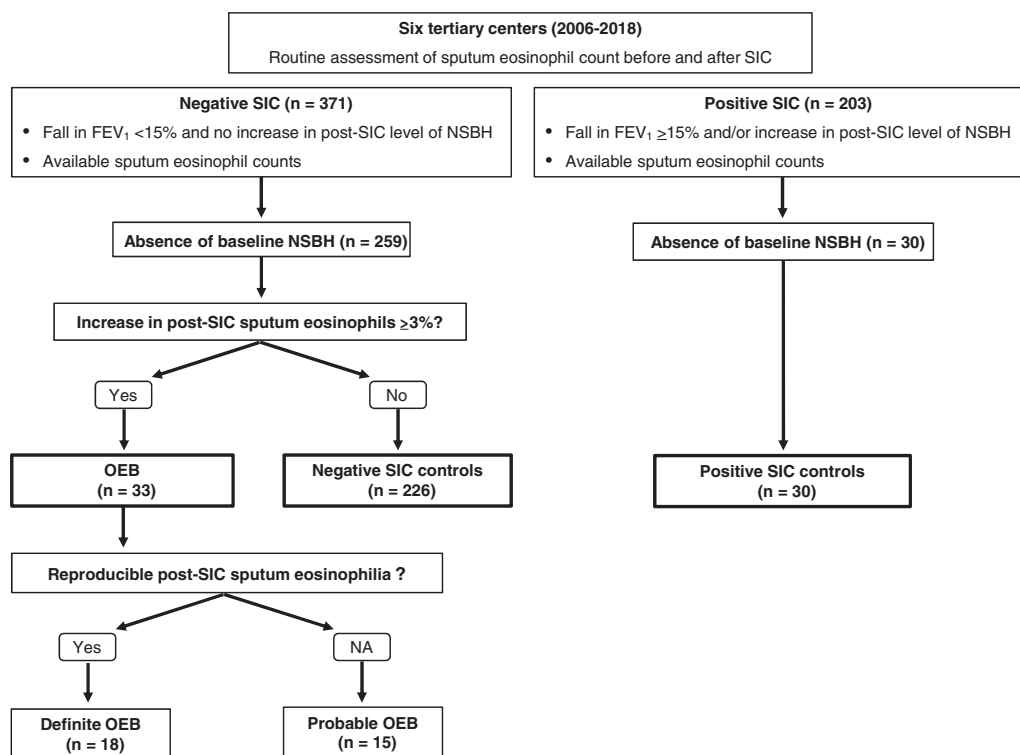 Six tertiary centers (2006-2018)
Routine assessment of sputum eosinophil count before and after SIC
Negative SIC (n = 371)
• Fall in FEV₁ <15% and no increase in post-SIC level of NSBH
• Available sputum eosinophil counts
Positive SIC (n = 203)
• Fall in FEV₁ ≥15% and/or increase in post-SIC level of NSBH
• Available sputum eosinophil counts
Absence of baseline NSBH (n = 259)
Absence of baseline NSBH (n = 30)
Increase in post-SIC sputum eosinophils ≥3%?
Yes
No
OEB
(n = 33)
Negative SIC controls
(n = 226)
Positive SIC controls
(n = 30)
Reproducible post-SIC sputum eosinophilia ?
Yes
NA
Definite OEB
(n = 18)
Probable OEB
(n = 15)